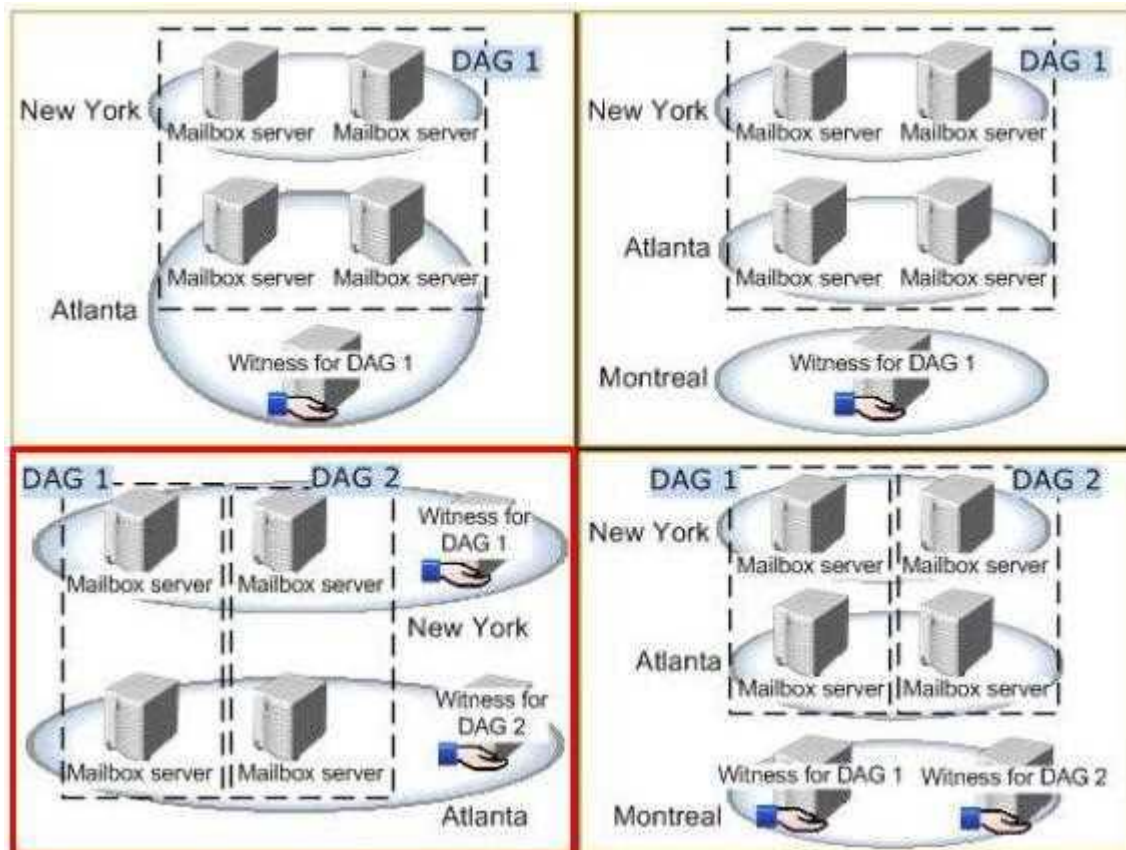 DAG 1
New York
Mailbox server Mailbox server
Mailbox server Mailbox server
Atlanta
Witness for DAG 1
DAG 1
New York
Mailbox server Mailbox server
Atlanta
Mailbox server Mailbox server
Witness for DAG 1
Montreal
DAG 1 DAG 2
Witness for
DAG 1
Mailbox server Mailbox server
New York
Witness for
DAG 2
Mailbox server Mailbox server
Atlanta
DAG 1 DAG 2
New York
Mailbox server Mailbox server
Atlanta
Mailbox server Mailbox server
Witness for DAG 1 Witness for DAG 2
Montreal